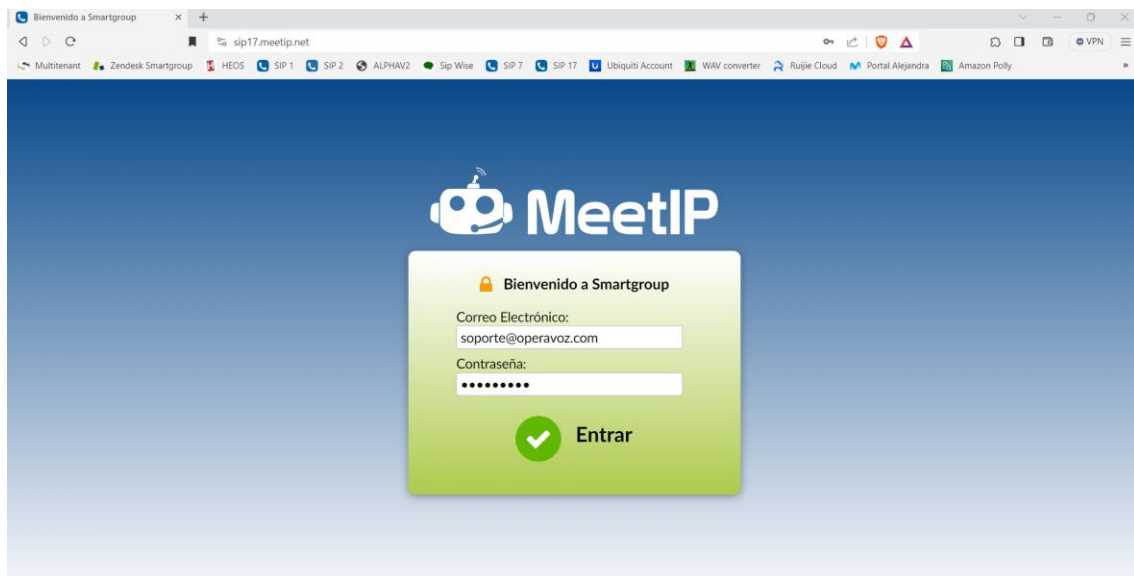 Bienvenido a Smartgroup
sip17.meetip.net
VPN
Multitenant Zendesk Smartgroup HEOS SIP 1 SIP 2 ALPHAV2 Sip Wise SIP 7 SIP 17 Ubiquiti Account WAV converter Ruijie Cloud Portal Alejandra Amazon Polly »
MeetIP
Bienvenido a Smartgroup
Correo Electrónico:
soporte@operavoz.com
Contraseña:
•••••••••
Entrar